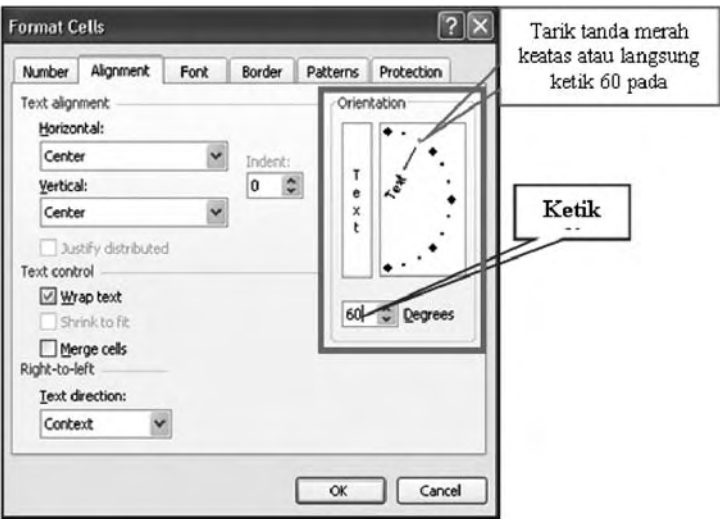 Format Cells
Tarik tanda merah
keatas atau langsung
ketik 60 pada
Number Alignment Font Border Patterns Protection
Text alignment
Horizontal:
Center
Indent:
0
Vertical:
Center
Justify distributed
Text control
Wrap text
Shrink to fit
Merge cells
Right-to-left
Text direction:
Context
Orientation
T
e
x
t
Text
60 Degrees
Ketik
OK Cancel